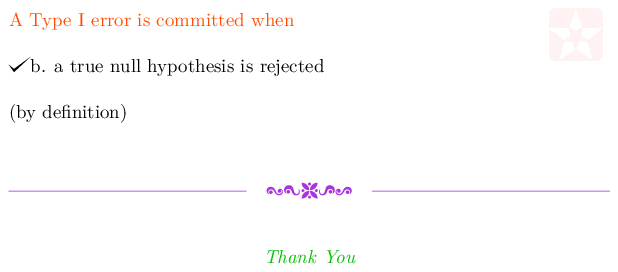 A Type I error is committed when
✓b. a true null hypothesis is rejected
(by definition)
Thank You